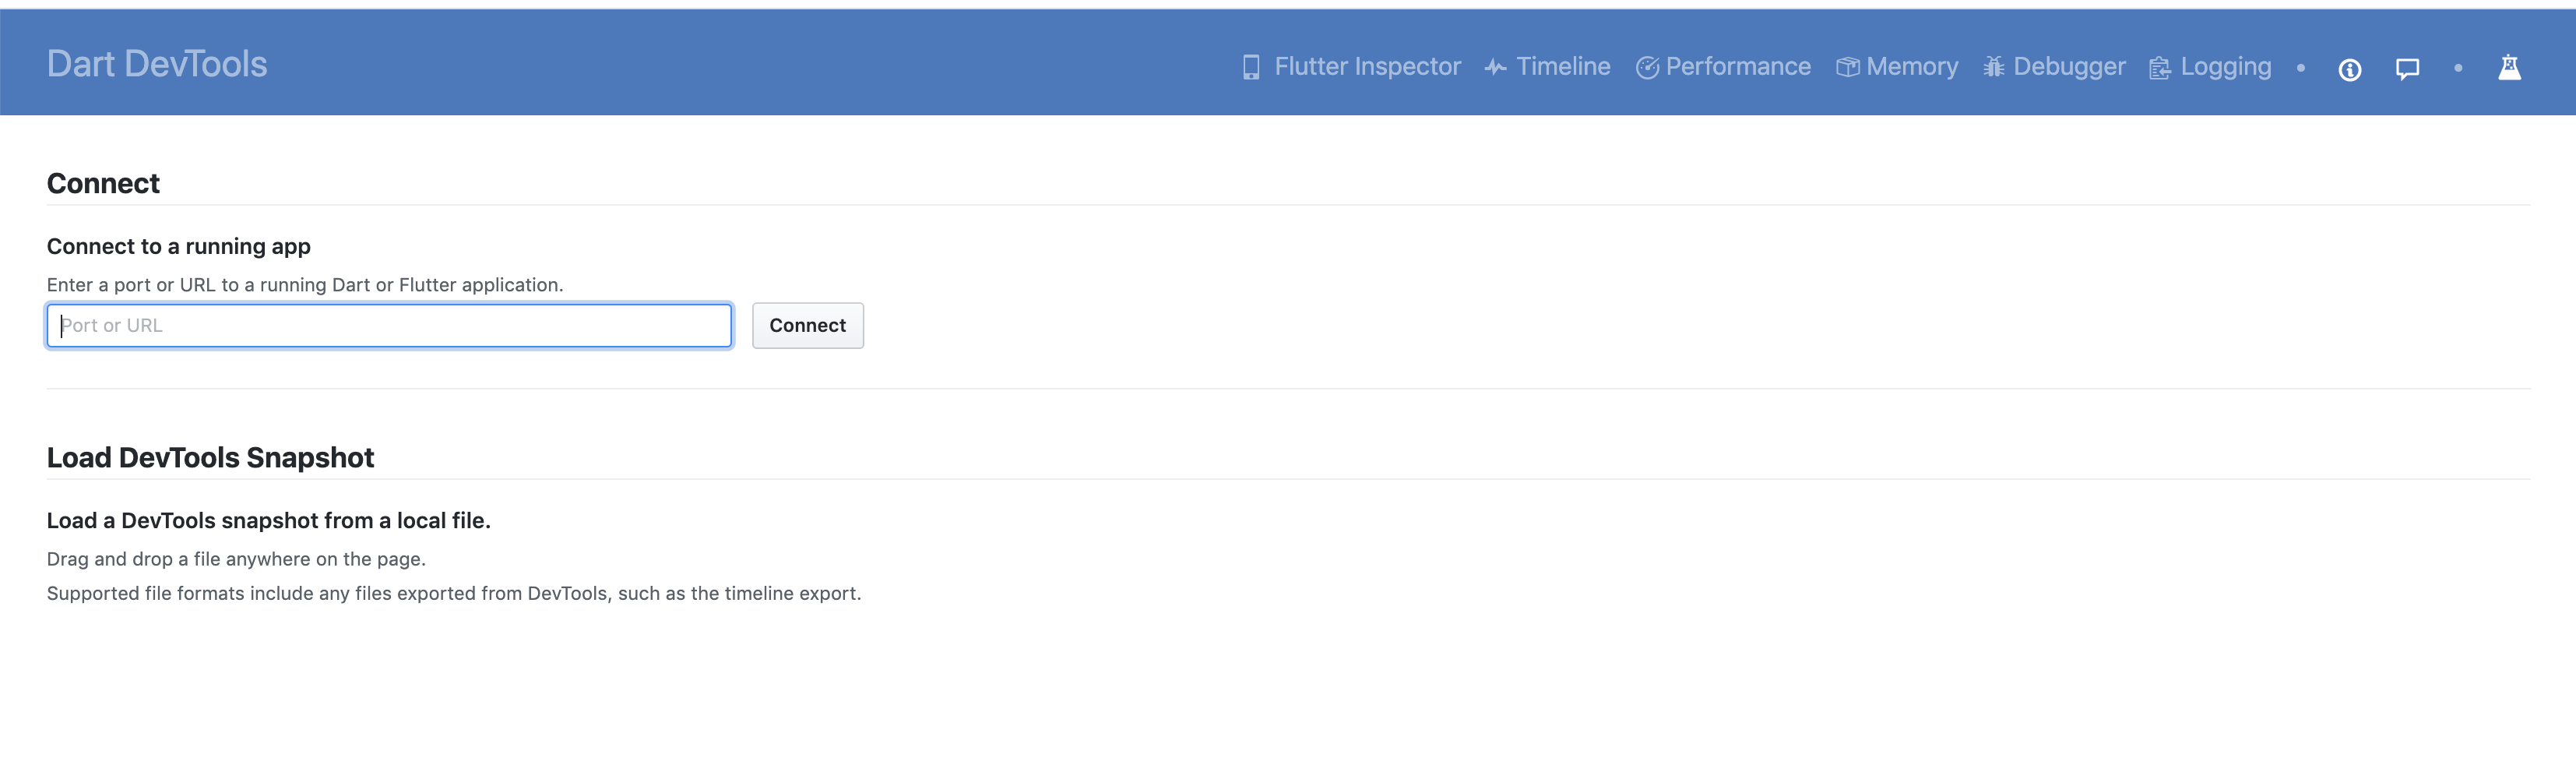 Dart DevTools
Flutter Inspector Timeline Performance Memory Debugger Logging
Connect
Connect to a running app
Enter a port or URL to a running Dart or Flutter application.
Port or URL
Connect
Load DevTools Snapshot
Load a DevTools snapshot from a local file.
Drag and drop a file anywhere on the page.
Supported file formats include any files exported from DevTools, such as the timeline export.